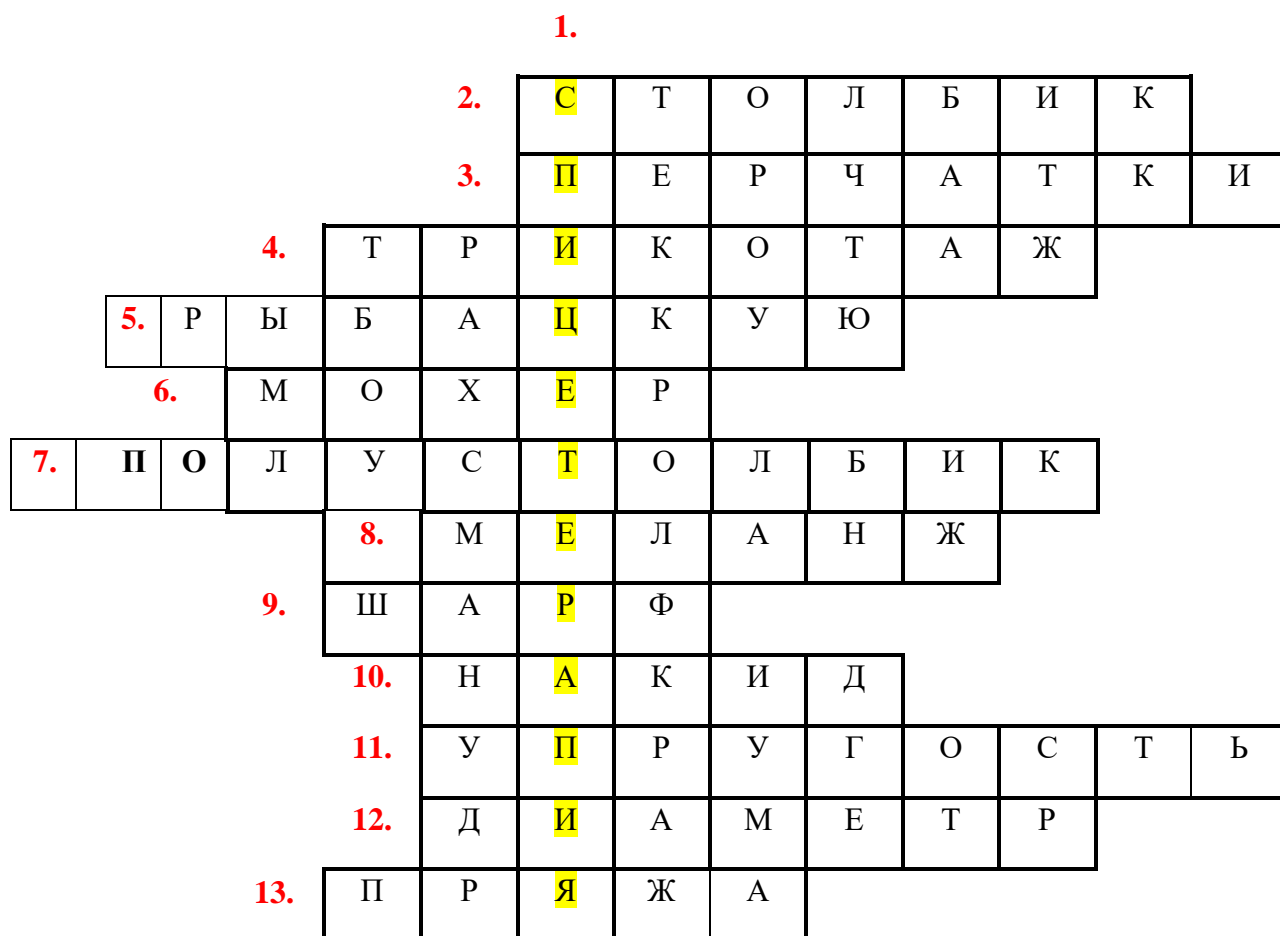 1.
2. С Т О Л Б И К
3. П Е Р Ч А Т К И
4. Т Р И К О Т А Ж
5. Р Ы Б А Ц К У Ю
6. М О Х Е Р
7. П О Л У С Т О Л Б И К
8. М Е Л А Н Ж
9. Ш А Р Ф
10. Н А К И Д
11. У П Р У Г О С Т Ь
12. Д И А М Е Т Р
13. П Р Я Ж А